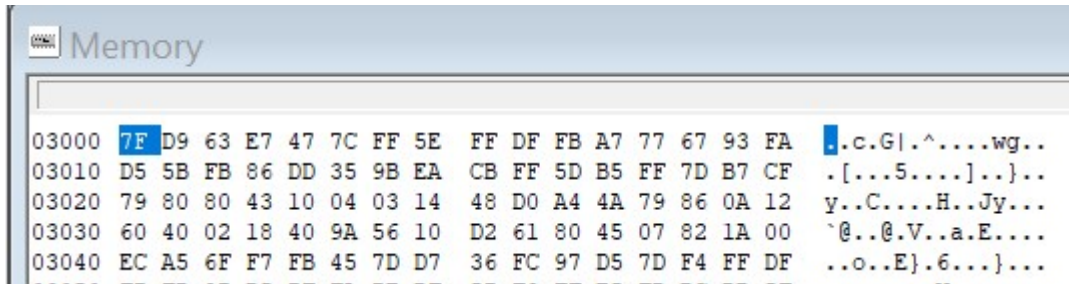 Memory
03000 7F D9 63 E7 47 7C FF 5E FF DF FB A7 77 67 93 FA ..c.G|.^....wg..
03010 D5 5B FB 86 DD 35 9B EA CB FF 5D B5 FF 7D B7 CF .[...5....]..}..
03020 79 80 80 43 10 04 03 14 48 D0 A4 4A 79 86 0A 12 y..C....H..Jy...
03030 60 40 02 18 40 9A 56 10 D2 61 80 45 07 82 1A 00 `@..@.V..a.E....
03040 EC A5 6F F7 FB 45 7D D7 36 FC 97 D5 7D F4 FF DF ..o..E}.6...}...